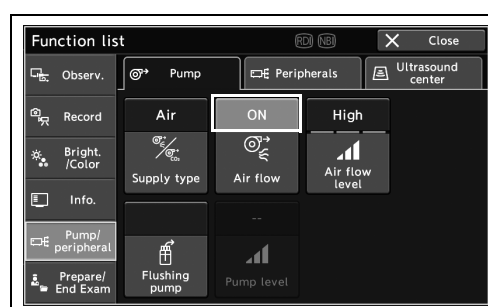 Function list
RDI NBI
X Close
Observ.
Record
Bright.
/Color
Info.
Pump/
peripheral
Prepare/
End Exam
Pump
Peripherals
Ultrasound
center
Air
Supply type
ON
Air flow
High
Air flow
level
Flushing
pump
--
Pump level